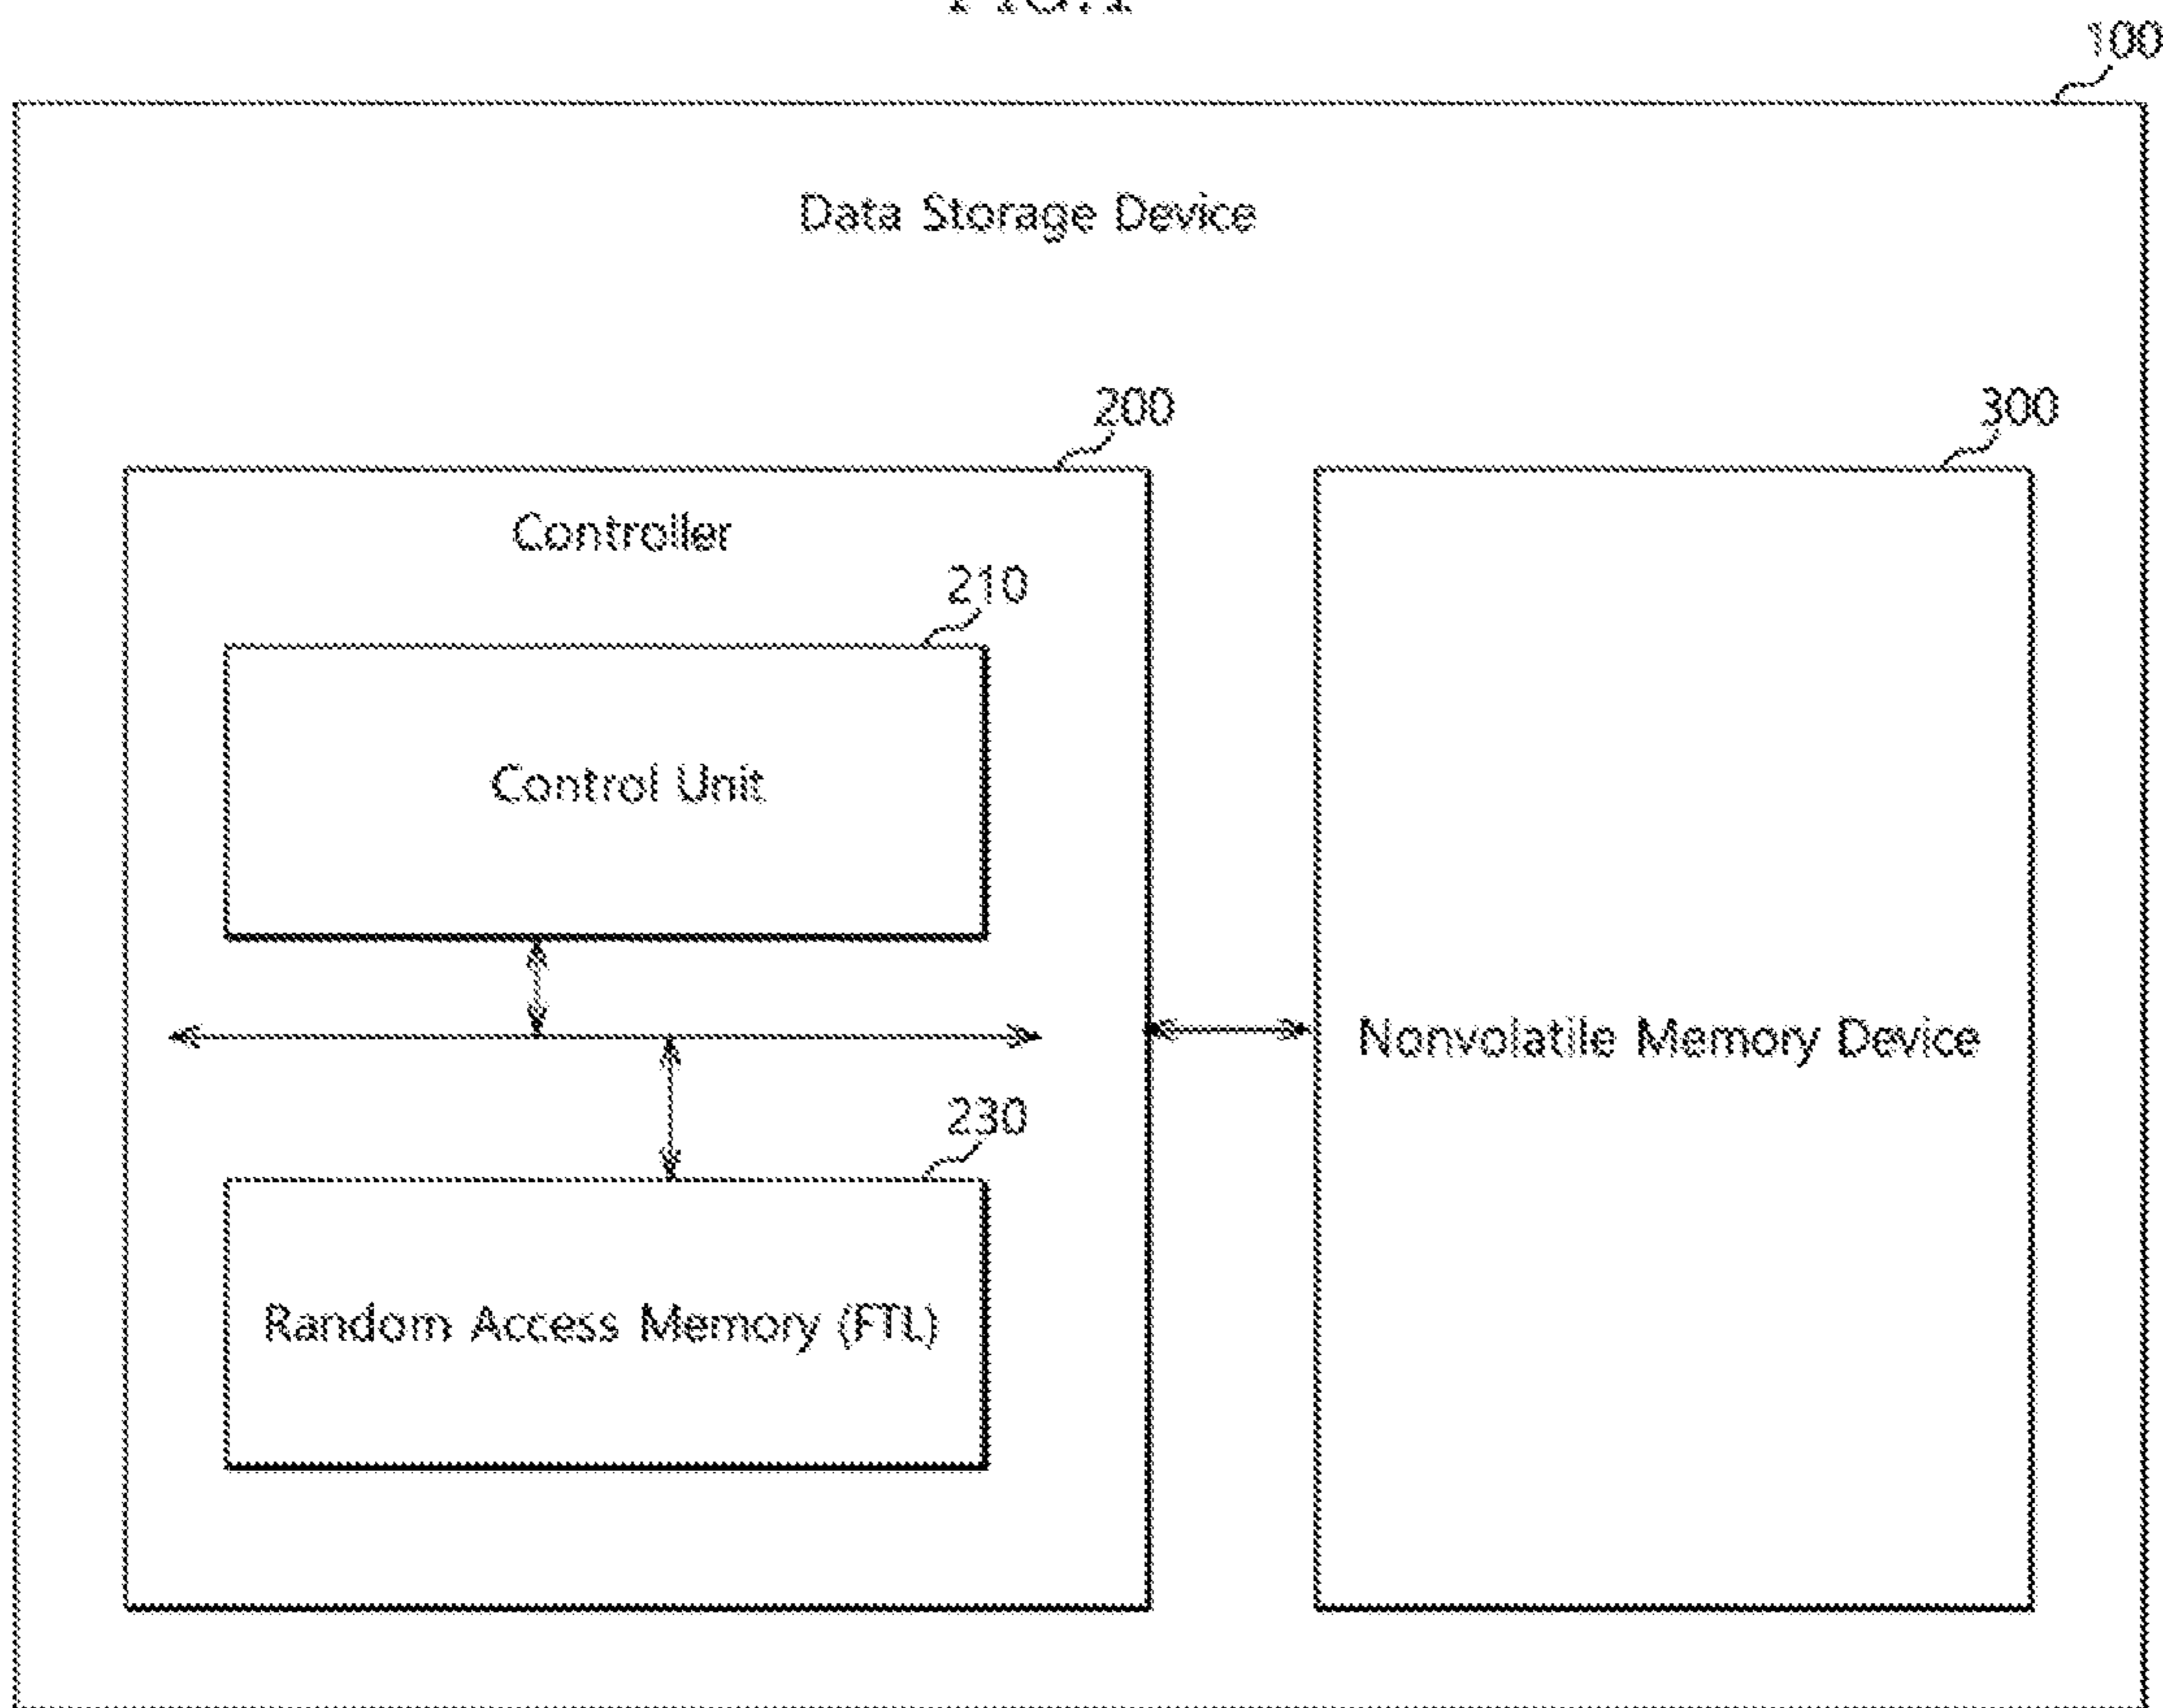 100
Data Storage Device
200
300
Controller
210
Control Unit
Nonvolatile Memory Device
230
Random Access Memory (FTL)